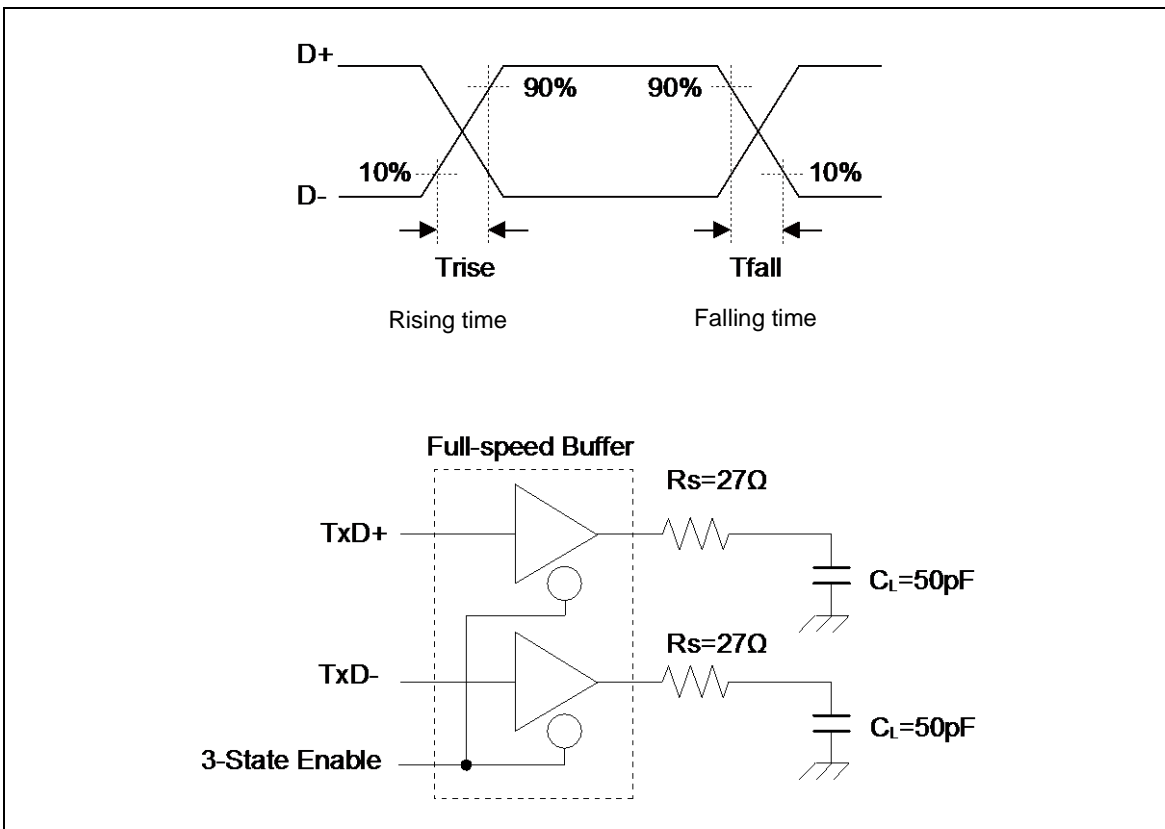 D+
90% 90%
10% 10%
D-
Trise Tfall
Rising time Falling time
Full-speed Buffer
Rs=27Ω
TxD+
CL=50pF
Rs=27Ω
TxD-
CL=50pF
3-State Enable